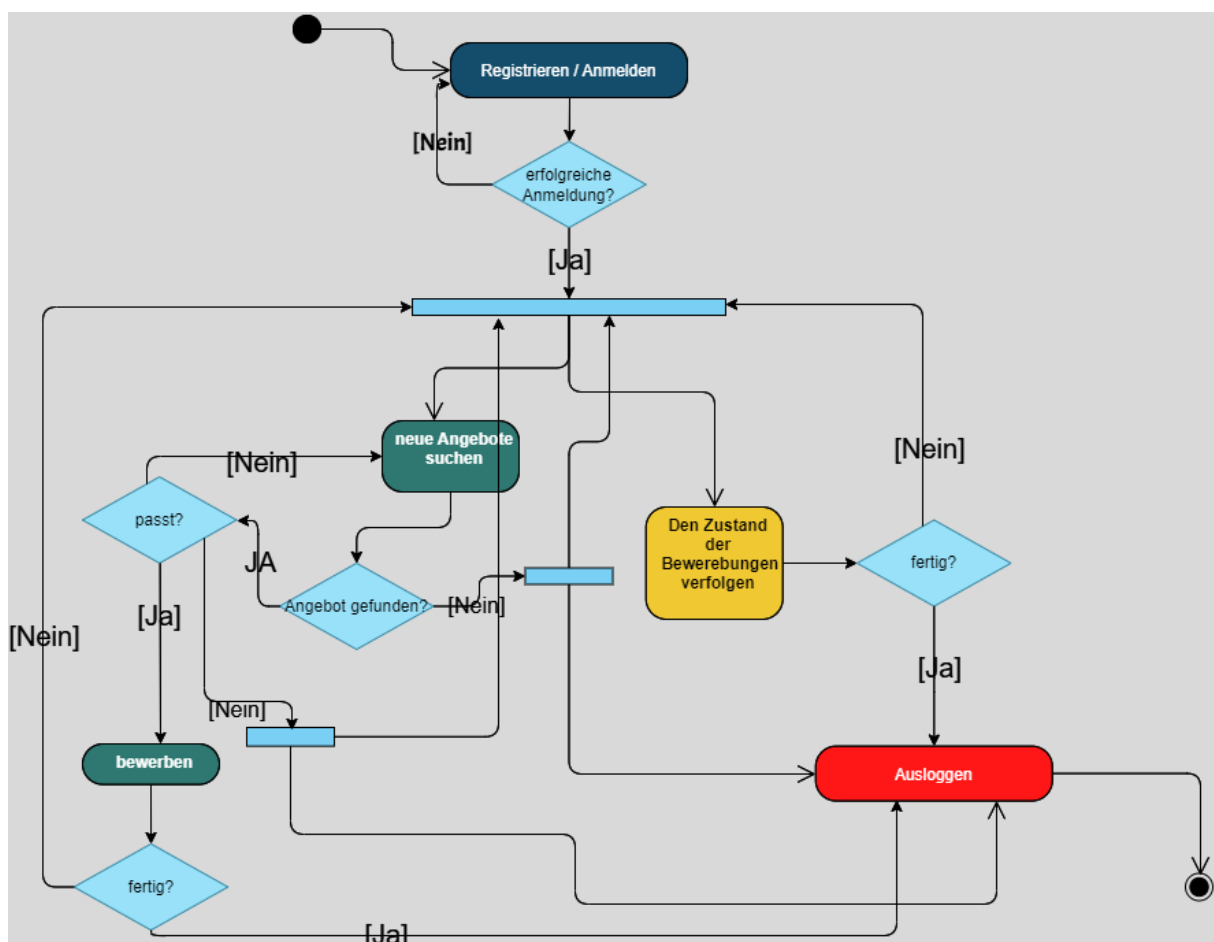 Registrieren / Anmelden
[Nein]
erfolgreiche
Anmeldung?
[Ja]
neue Angebote
suchen
[Nein]
[Nein]
passt?
Den Zustand
der
Bewerebungen
verfolgen
fertig?
JA
Angebot gefunden?
[Nein]
[Ja]
[Nein]
[Ja]
[Nein]
bewerben
Ausloggen
fertig?
[Ja]